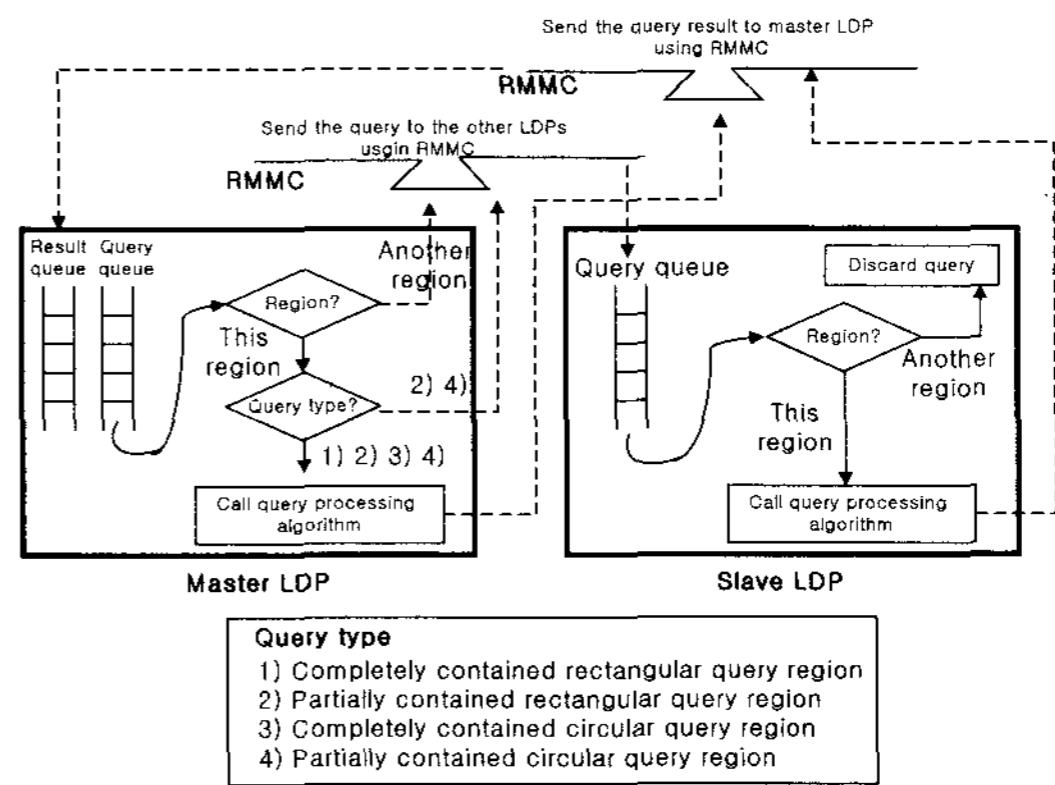 Send the query result to master LDP
using RMMC
RMMC
Send the query to the other LDPs
usgin RMMC
RMMC
Result
queue
Query
queue
Another
region
Region?
This
region
Query type?
2) 4)
1) 2) 3) 4)
Call query processing
algorithm
Master LDP
Query queue
Discard query
Region?
Another
region
This
region
Call query processing
algorithm
Slave LDP
Query type
1) Completely contained rectangular query region
2) Partially contained rectangular query region
3) Completely contained circular query region
4) Partially contained circular query region